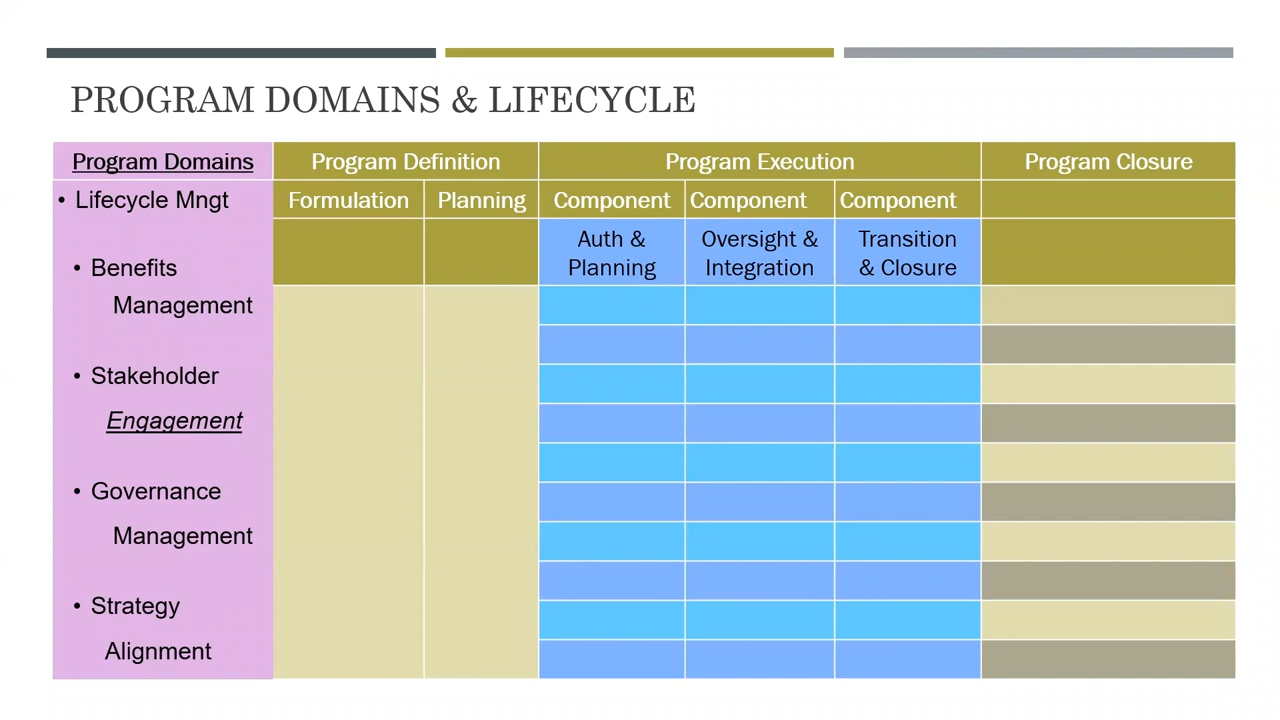 PROGRAM DOMAINS & LIFECYCLE
Program Domains
Program Definition
Program Execution
Program Closure
• Lifecycle Mngt
Formulation
Planning
Component
Component
Component
Auth &
Planning
Oversight &
Integration
Transition
& Closure
• Benefits
Management
• Stakeholder
Engagement
• Governance
Management
• Strategy
Alignment